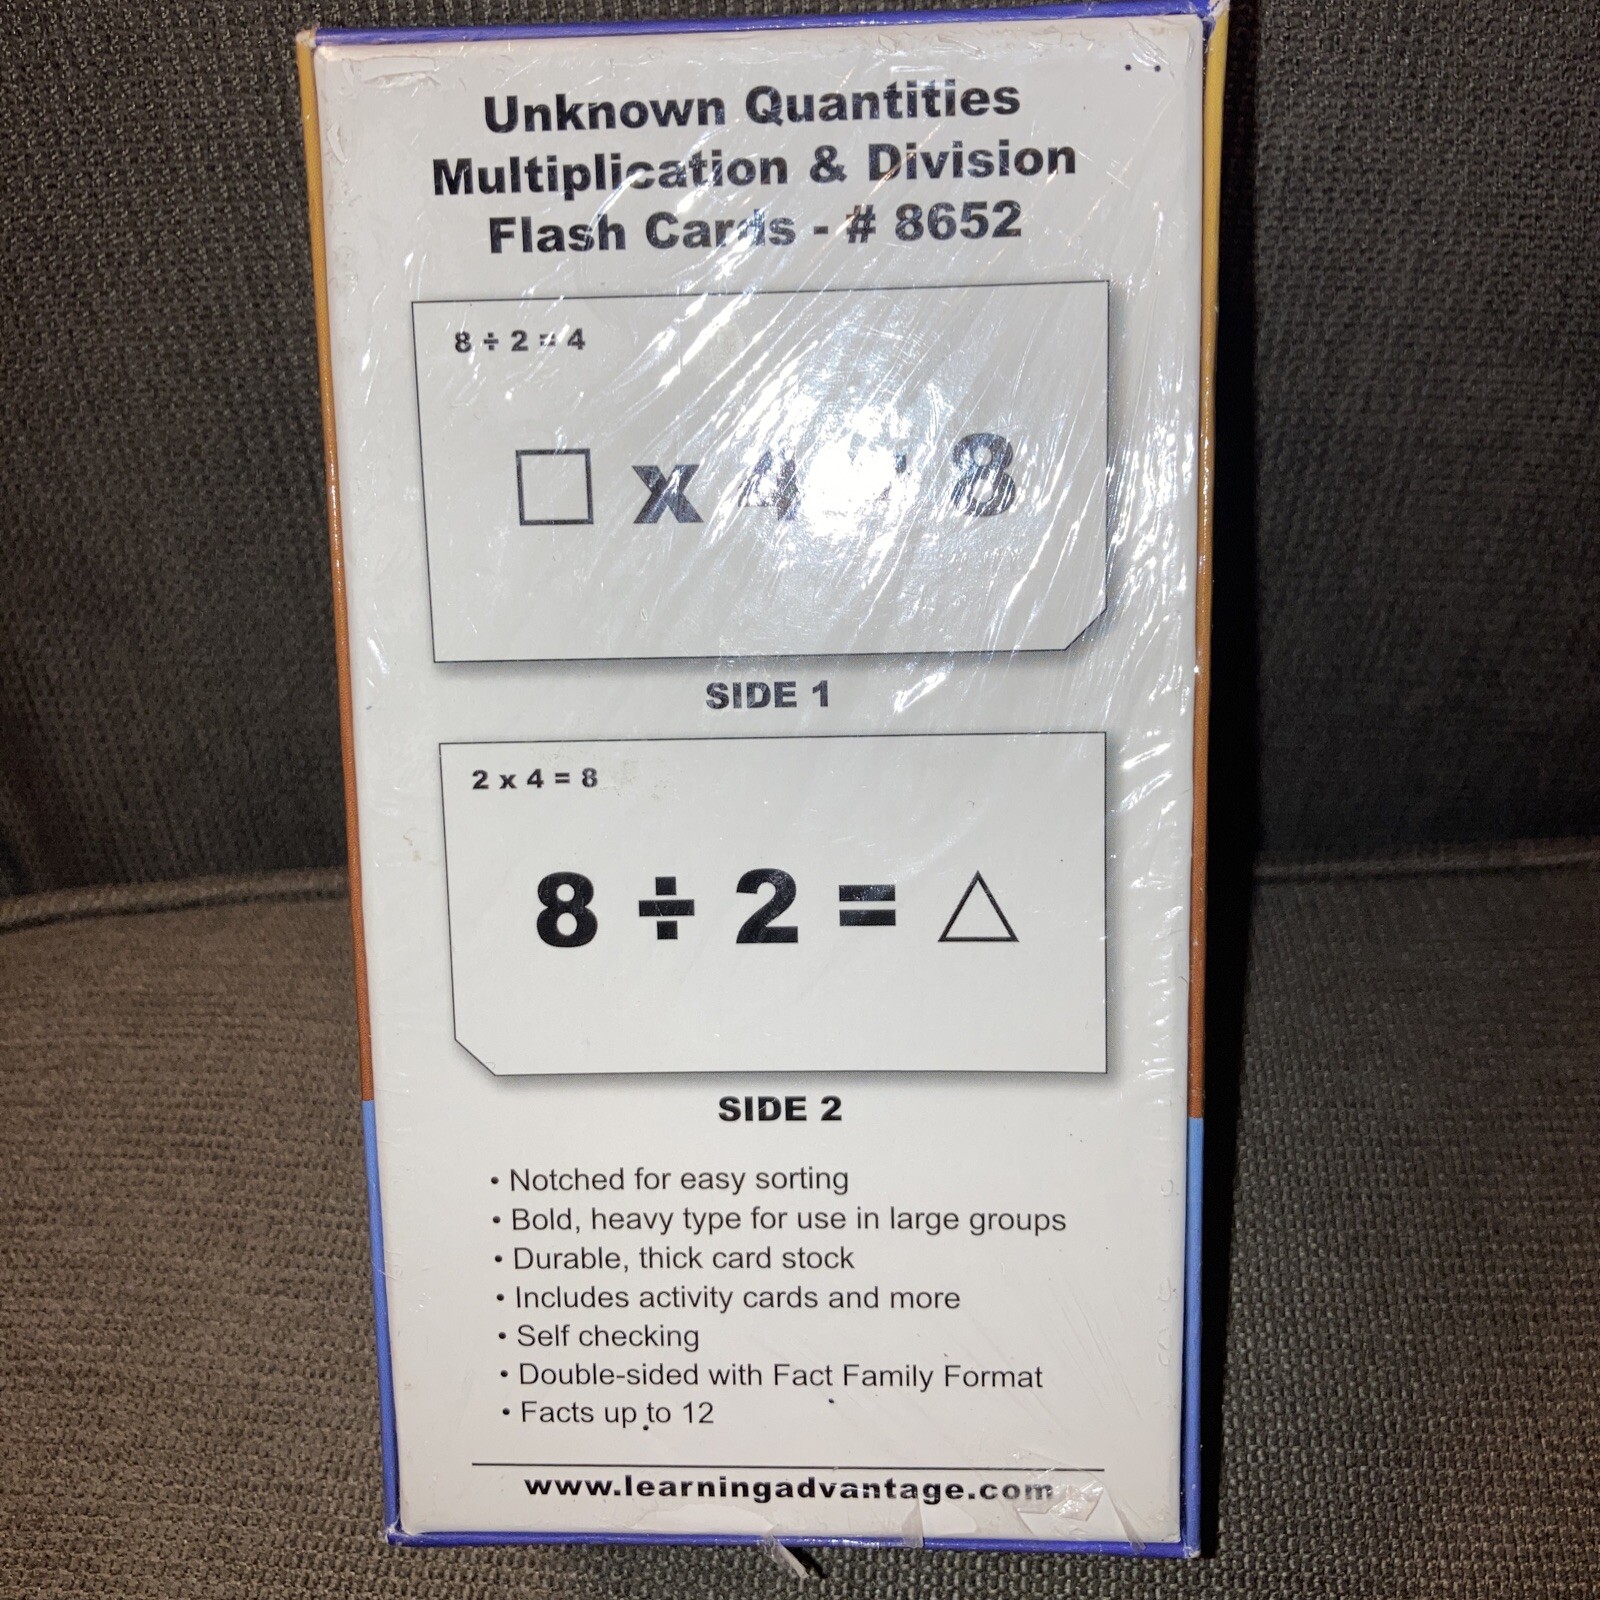 Unknown Quantities
Multiplication & Division
Flash Cards - # 8652
8 ÷ 2 = 4
□ x 4 = 8
SIDE 1
2 x 4 = 8
8 ÷ 2 = △
SIDE 2
• Notched for easy sorting
• Bold, heavy type for use in large groups
• Durable, thick card stock
• Includes activity cards and more
• Self checking
• Double-sided with Fact Family Format
• Facts up to 12
www.learningadvantage.com